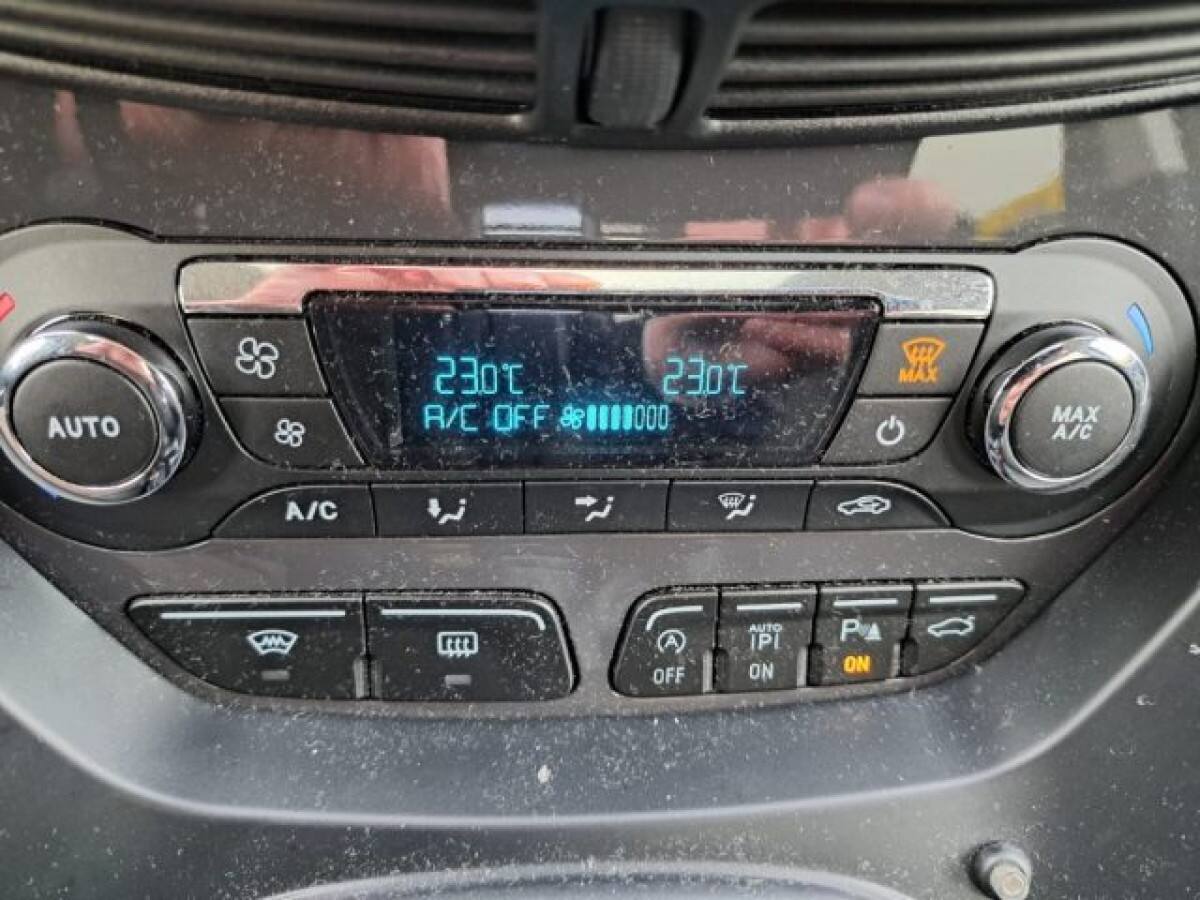 23.0°C 23.0°C
A/C OFF
MAX
AUTO
MAX
A/C
A/C
A
OFF
AUTO
P
ON
P
ON